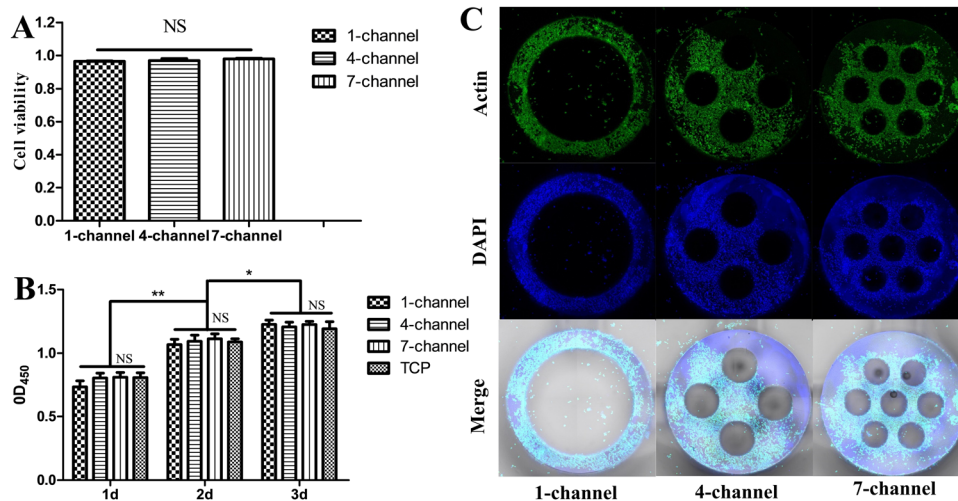 A
NS
1.2
1.0
0.8
0.6
0.4
0.2
0.0
Cell viability
1-channel
4-channel
7-channel
1-channel 4-channel 7-channel
B
1.5
1.0
0.5
0.0
0D450
**
*
NS
NS
NS
1-channel
4-channel
7-channel
TCP
1d 2d 3d
C
Actin
DAPI
Merge
1-channel 4-channel 7-channel